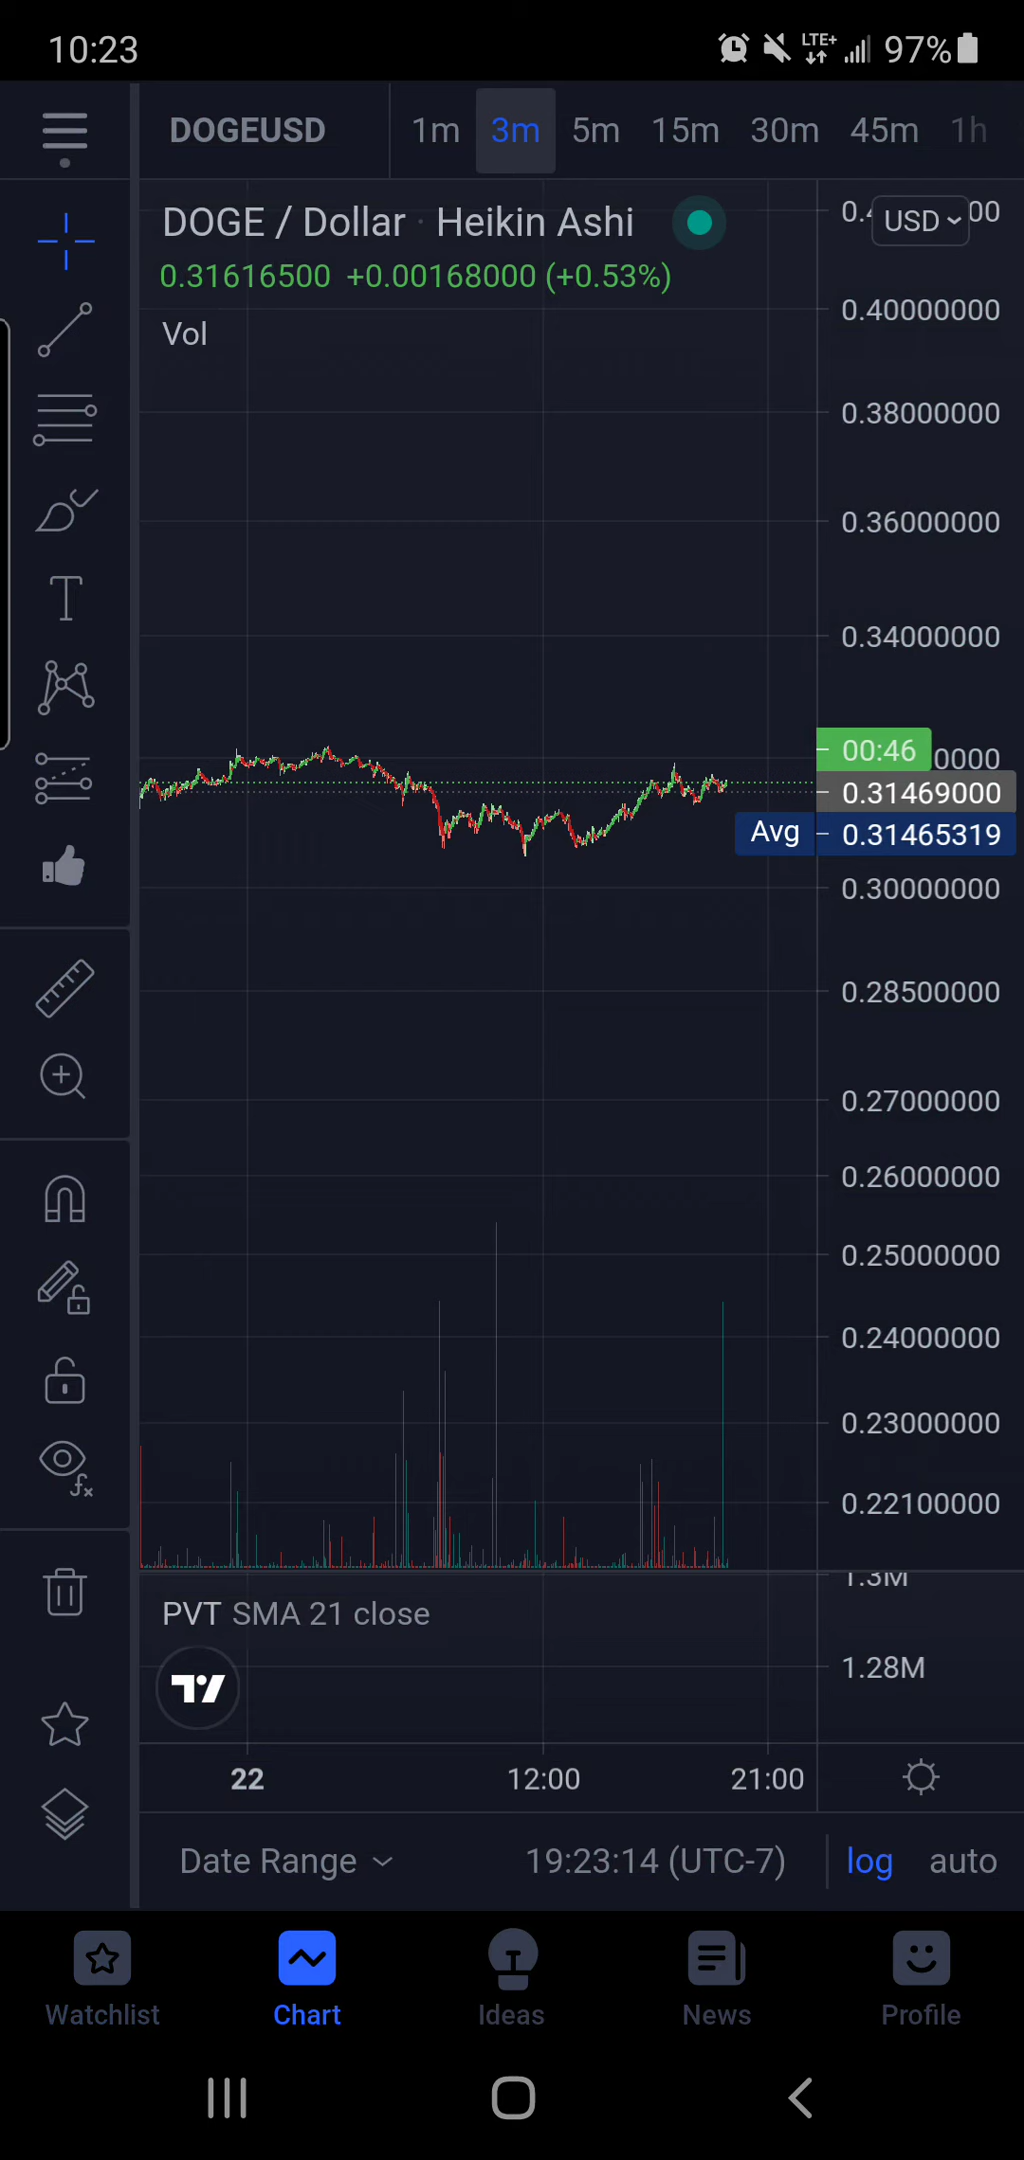 10:23 LTE+ 97%
DOGEUSD 1m 3m 5m 15m 30m 45m 1h
DOGE / Dollar · Heikin Ashi
USD
0.31616500 +0.00168000 (+0.53%)
Vol
0.40000000
0.38000000
0.36000000
0.34000000
00:46
0.31469000
Avg 0.31465319
0.30000000
0.28500000
0.27000000
0.26000000
0.25000000
0.24000000
0.23000000
0.22100000
1.3M
PVT SMA 21 close
1.28M
22 12:00 21:00
Date Range 19:23:14 (UTC-7) log auto
Watchlist Chart Ideas News Profile